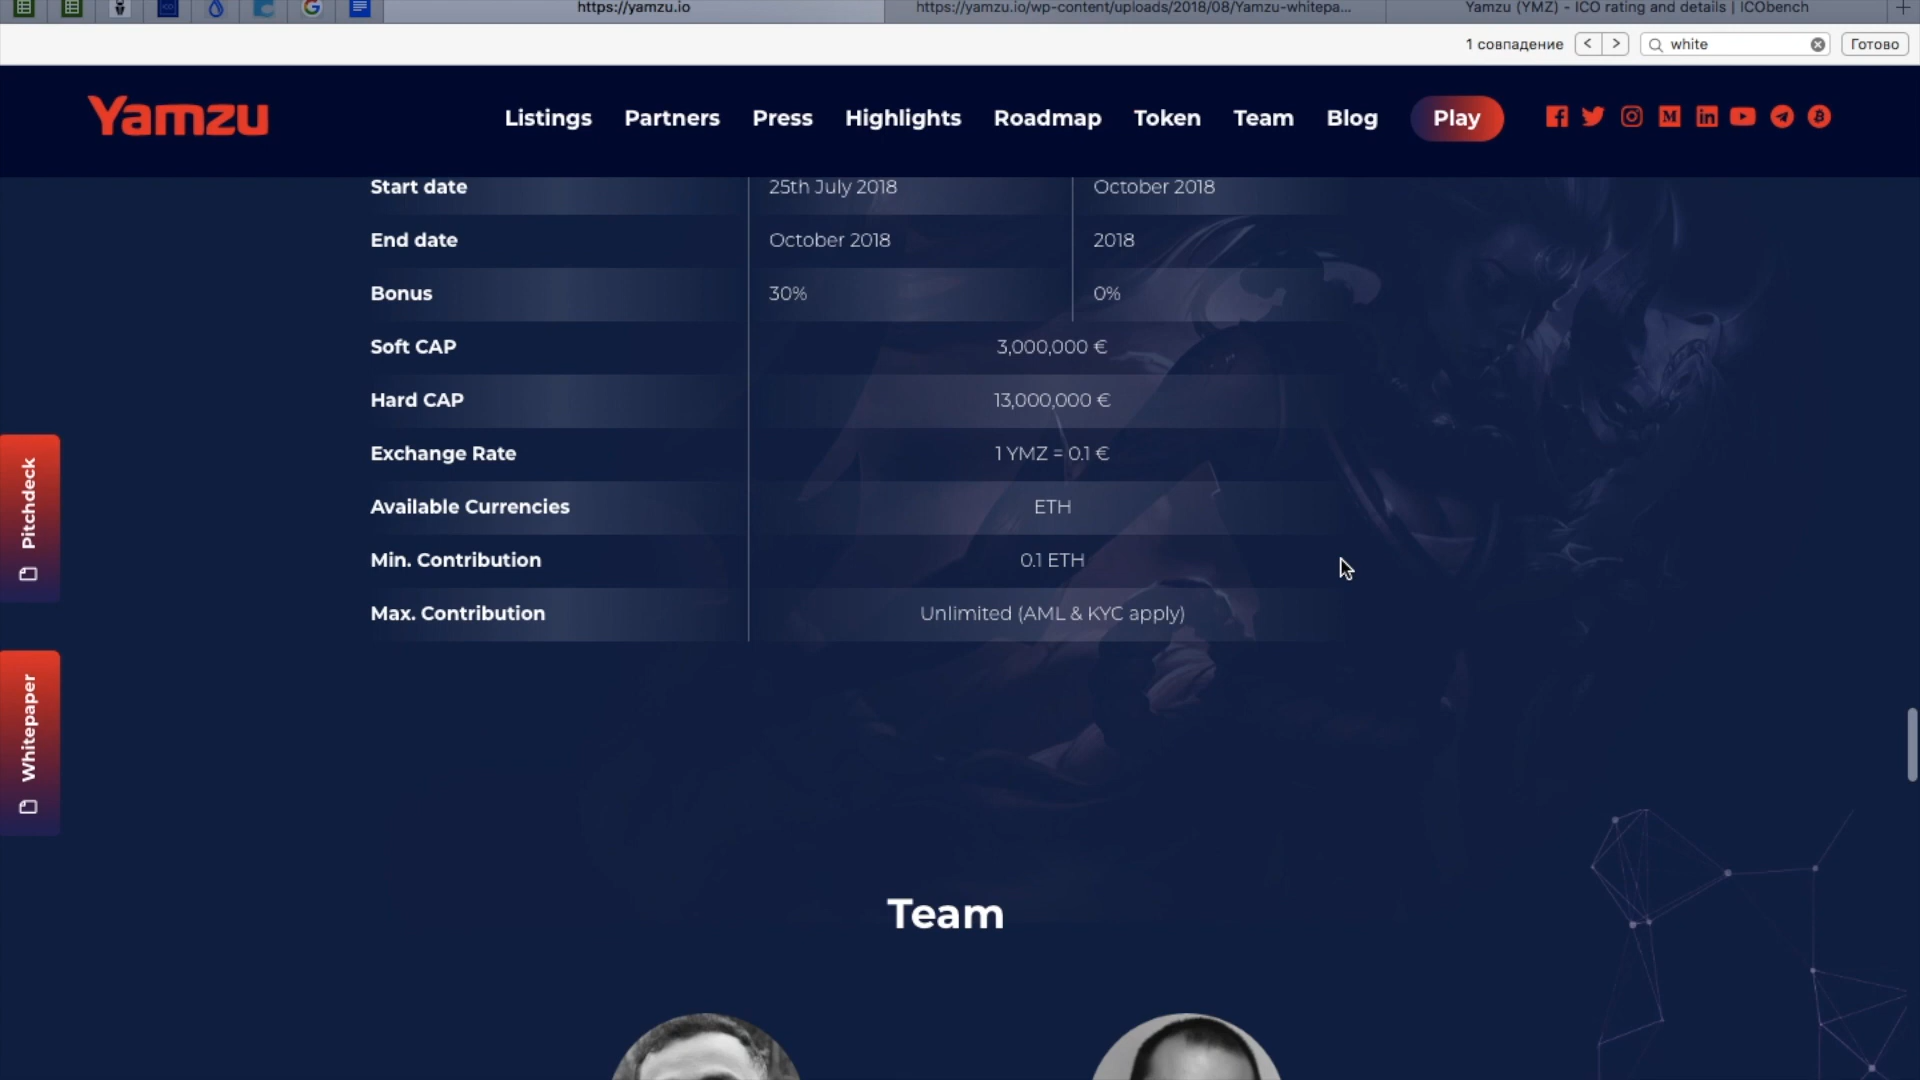 https://yamzu.io
https://yamzu.io/wp-content/uploads/2018/08/Yamzu-whitepa...
Yamzu (YMZ) - ICO rating and details | ICObench
1 совпадение
white
Готово
Yamzu
Listings Partners Press Highlights Roadmap Token Team Blog Play
Start date 25th July 2018 October 2018
End date October 2018 2018
Bonus 30% 0%
Soft CAP 3,000,000 €
Hard CAP 13,000,000 €
Exchange Rate 1 YMZ = 0.1 €
Available Currencies ETH
Min. Contribution 0.1 ETH
Max. Contribution Unlimited (AML & KYC apply)
Pitchdeck
Whitepaper
Team